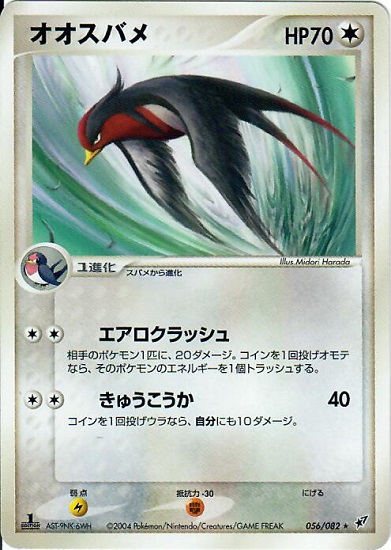 オオスバメ HP70
Illus. Midori Harada
1進化
スバメから進化
エアロクラッシュ
相手のポケモン1匹に、20ダメージ。コインを1回投げオモテ
なら、そのポケモンのエネルギーを1個トラッシュする。
きゅうこうか 40
コインを1回投げウラなら、自分にも10ダメージ。
弱点 抵抗力 -30 にげる
1 EDITION
AST-9NK-6WH ©2004 Pokémon/Nintendo/Creatures/GAME FREAK 056/082 ★